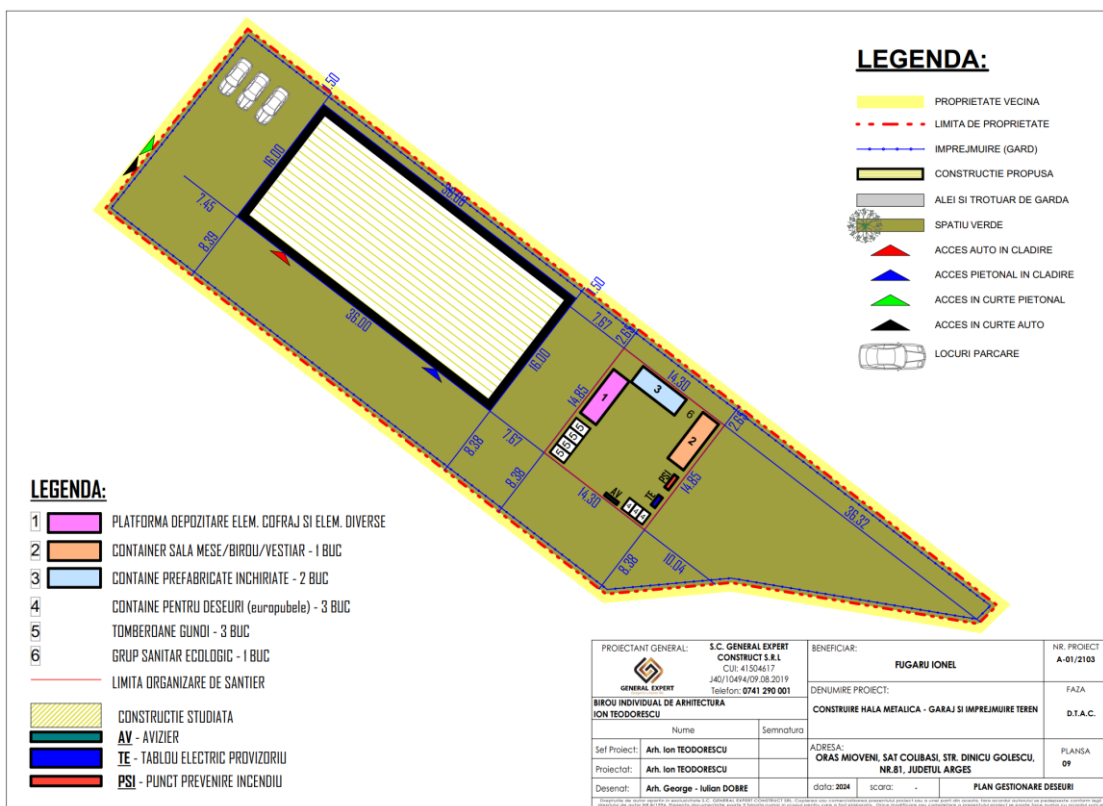 LEGENDA:
PROPRIETATE VECINA
LIMITA DE PROPRIETATE
IMPREJMUIRE (GARD)
CONSTRUCTIE PROPUSA
ALEI SI TROTUAR DE GARDA
SPATIU VERDE
ACCES AUTO IN CLADIRE
ACCES PIETONAL IN CLADIRE
ACCES IN CURTE PIETONAL
ACCES IN CURTE AUTO
LOCURI PARCARE
.50
16.00
36.00
7.45
8.39
36.00
.50
7.67
2.65
16.00
14.30
14.85
1
3
6
2
2.65
5
5
5
5
7.67
8.38
8.38
14.30
AV
TE
PSI
4
4
4
14.85
36.32
8.38
10.04
LEGENDA:
1 PLATFORMA DEPOZITARE ELEM. COFRAJ SI ELEM. DIVERSE
2 CONTAINER SALA MESE/BIROU/VESTIAR - 1 BUC
3 CONTAINE PREFABRICATE INCHIRIATE - 2 BUC
4 CONTAINE PENTRU DESEURI (europubele) - 3 BUC
5 TOMBEROANE GUNOI - 3 BUC
6 GRUP SANITAR ECOLOGIC - 1 BUC
LIMITA ORGANIZARE DE SANTIER
CONSTRUCTIE STUDIATA
AV - AVIZIER
TE - TABLOU ELECTRIC PROVIZORIU
PSI - PUNCT PREVENIRE INCENDIU
PROIECTANT GENERAL:
GENERAL EXPERT
S.C. GENERAL EXPERT
CONSTRUCT S.R.L
CUI: 41504617
J40/10494/09.08.2019
Telefon: 0741 290 001
BENEFICIAR:
FUGARU IONEL
NR. PROIECT
A-01/2103
BIROU INDIVIDUAL DE ARHITECTURA
ION TEODORESCU
DENUMIRE PROIECT:
CONSTRUIRE HALA METALICA - GARAJ SI IMPREJMUIRE TEREN
FAZA
D.T.A.C.
Nume Semnatura
Sef Proiect: Arh. Ion TEODORESCU
Proiectat: Arh. Ion TEODORESCU
Desenat: Arh. George - Iulian DOBRE
ADRESA:
ORAS MIOVENI, SAT COLIBASI, STR. DINICU GOLESCU,
NR.81, JUDETUL ARGES
PLANSA
09
data: 2024 scara: - PLAN GESTIONARE DESEURI